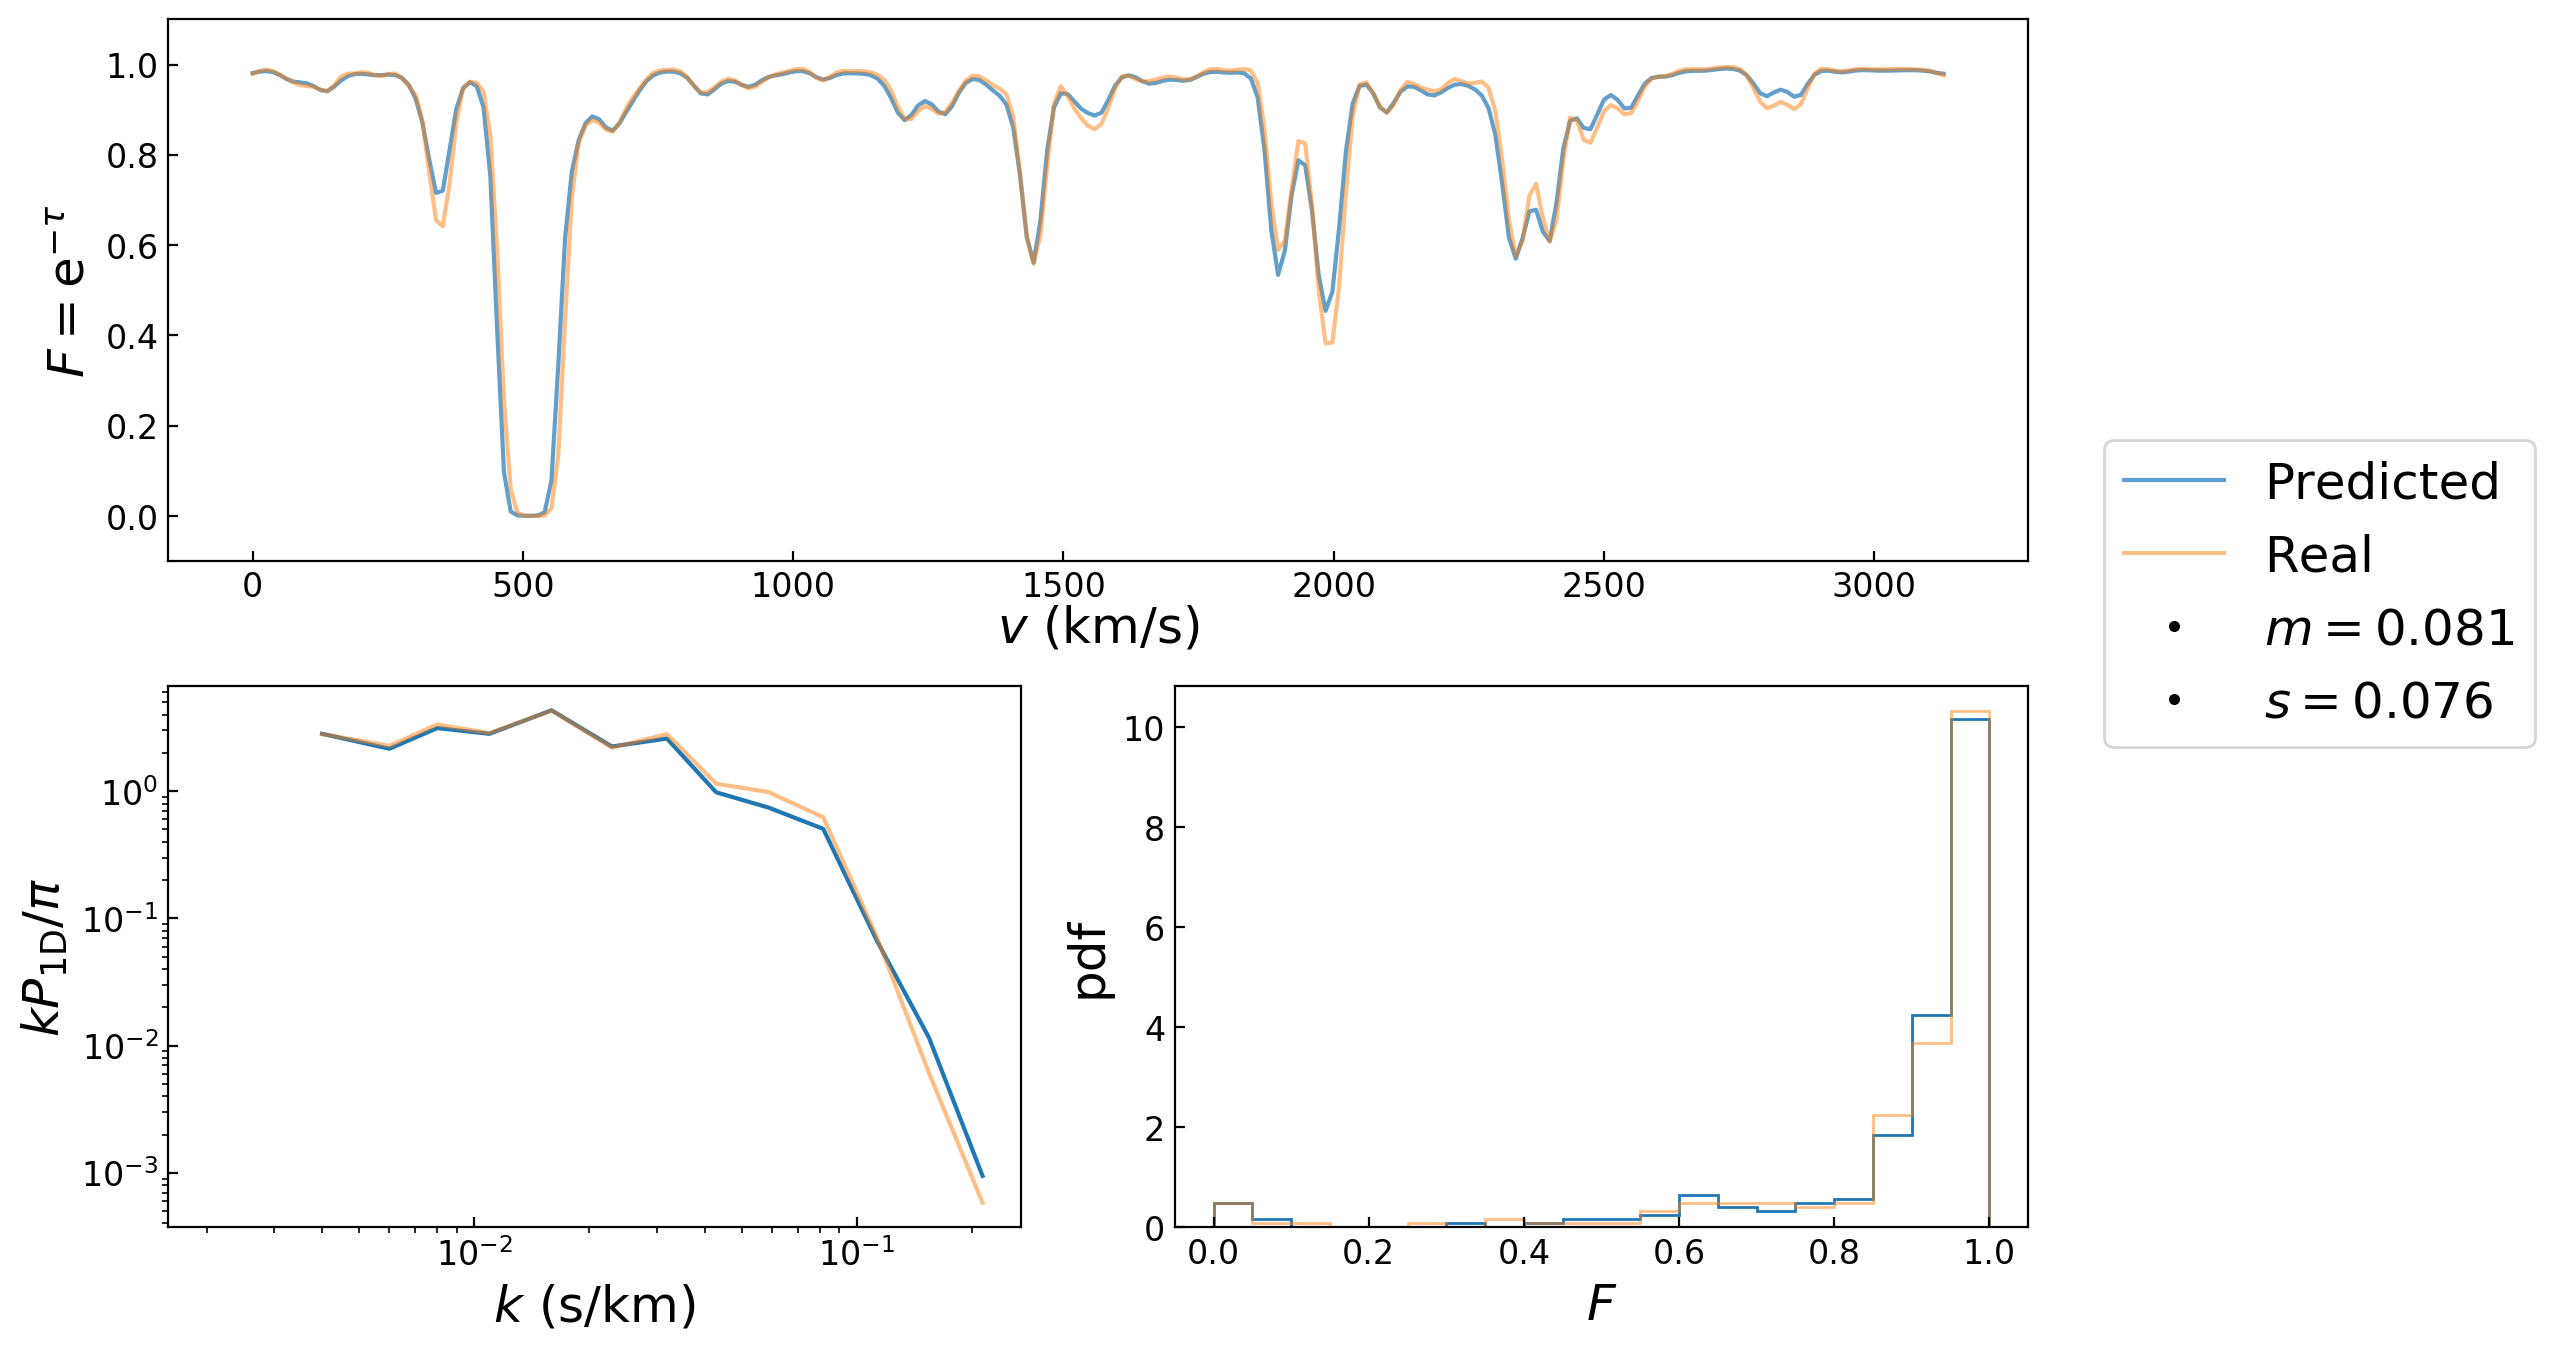 1.0
0.8
0.6
0.4
0.2
0.0
F = e^{−τ}
0 500 1000 1500 2000 2500 3000
v (km/s)
Predicted
Real
m = 0.081
s = 0.076
10^0
10^{−1}
10^{−2}
10^{−3}
kP_{1D}/π
10^{−2} 10^{−1}
k (s/km)
10
8
6
4
2
0
pdf
0.0 0.2 0.4 0.6 0.8 1.0
F